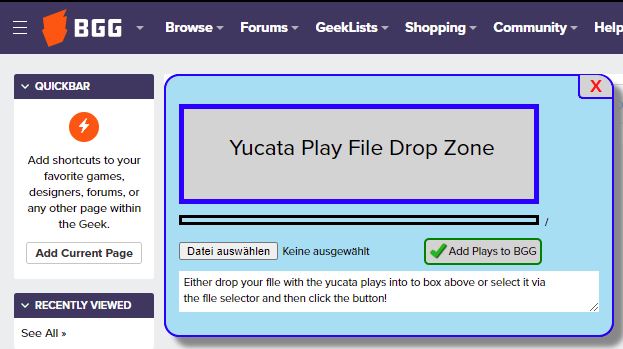 BGG
Browse Forums GeekLists Shopping Community Help
QUICKBAR
Add shortcuts to your
favorite games,
designers, forums, or
any other page within
the Geek.
Add Current Page
RECENTLY VIEWED
See All »
X
Yucata Play File Drop Zone
/
Datei auswählen Keine ausgewählt
Add Plays to BGG
Either drop your file with the yucata plays into to box above or select it via
the file selector and then click the button!